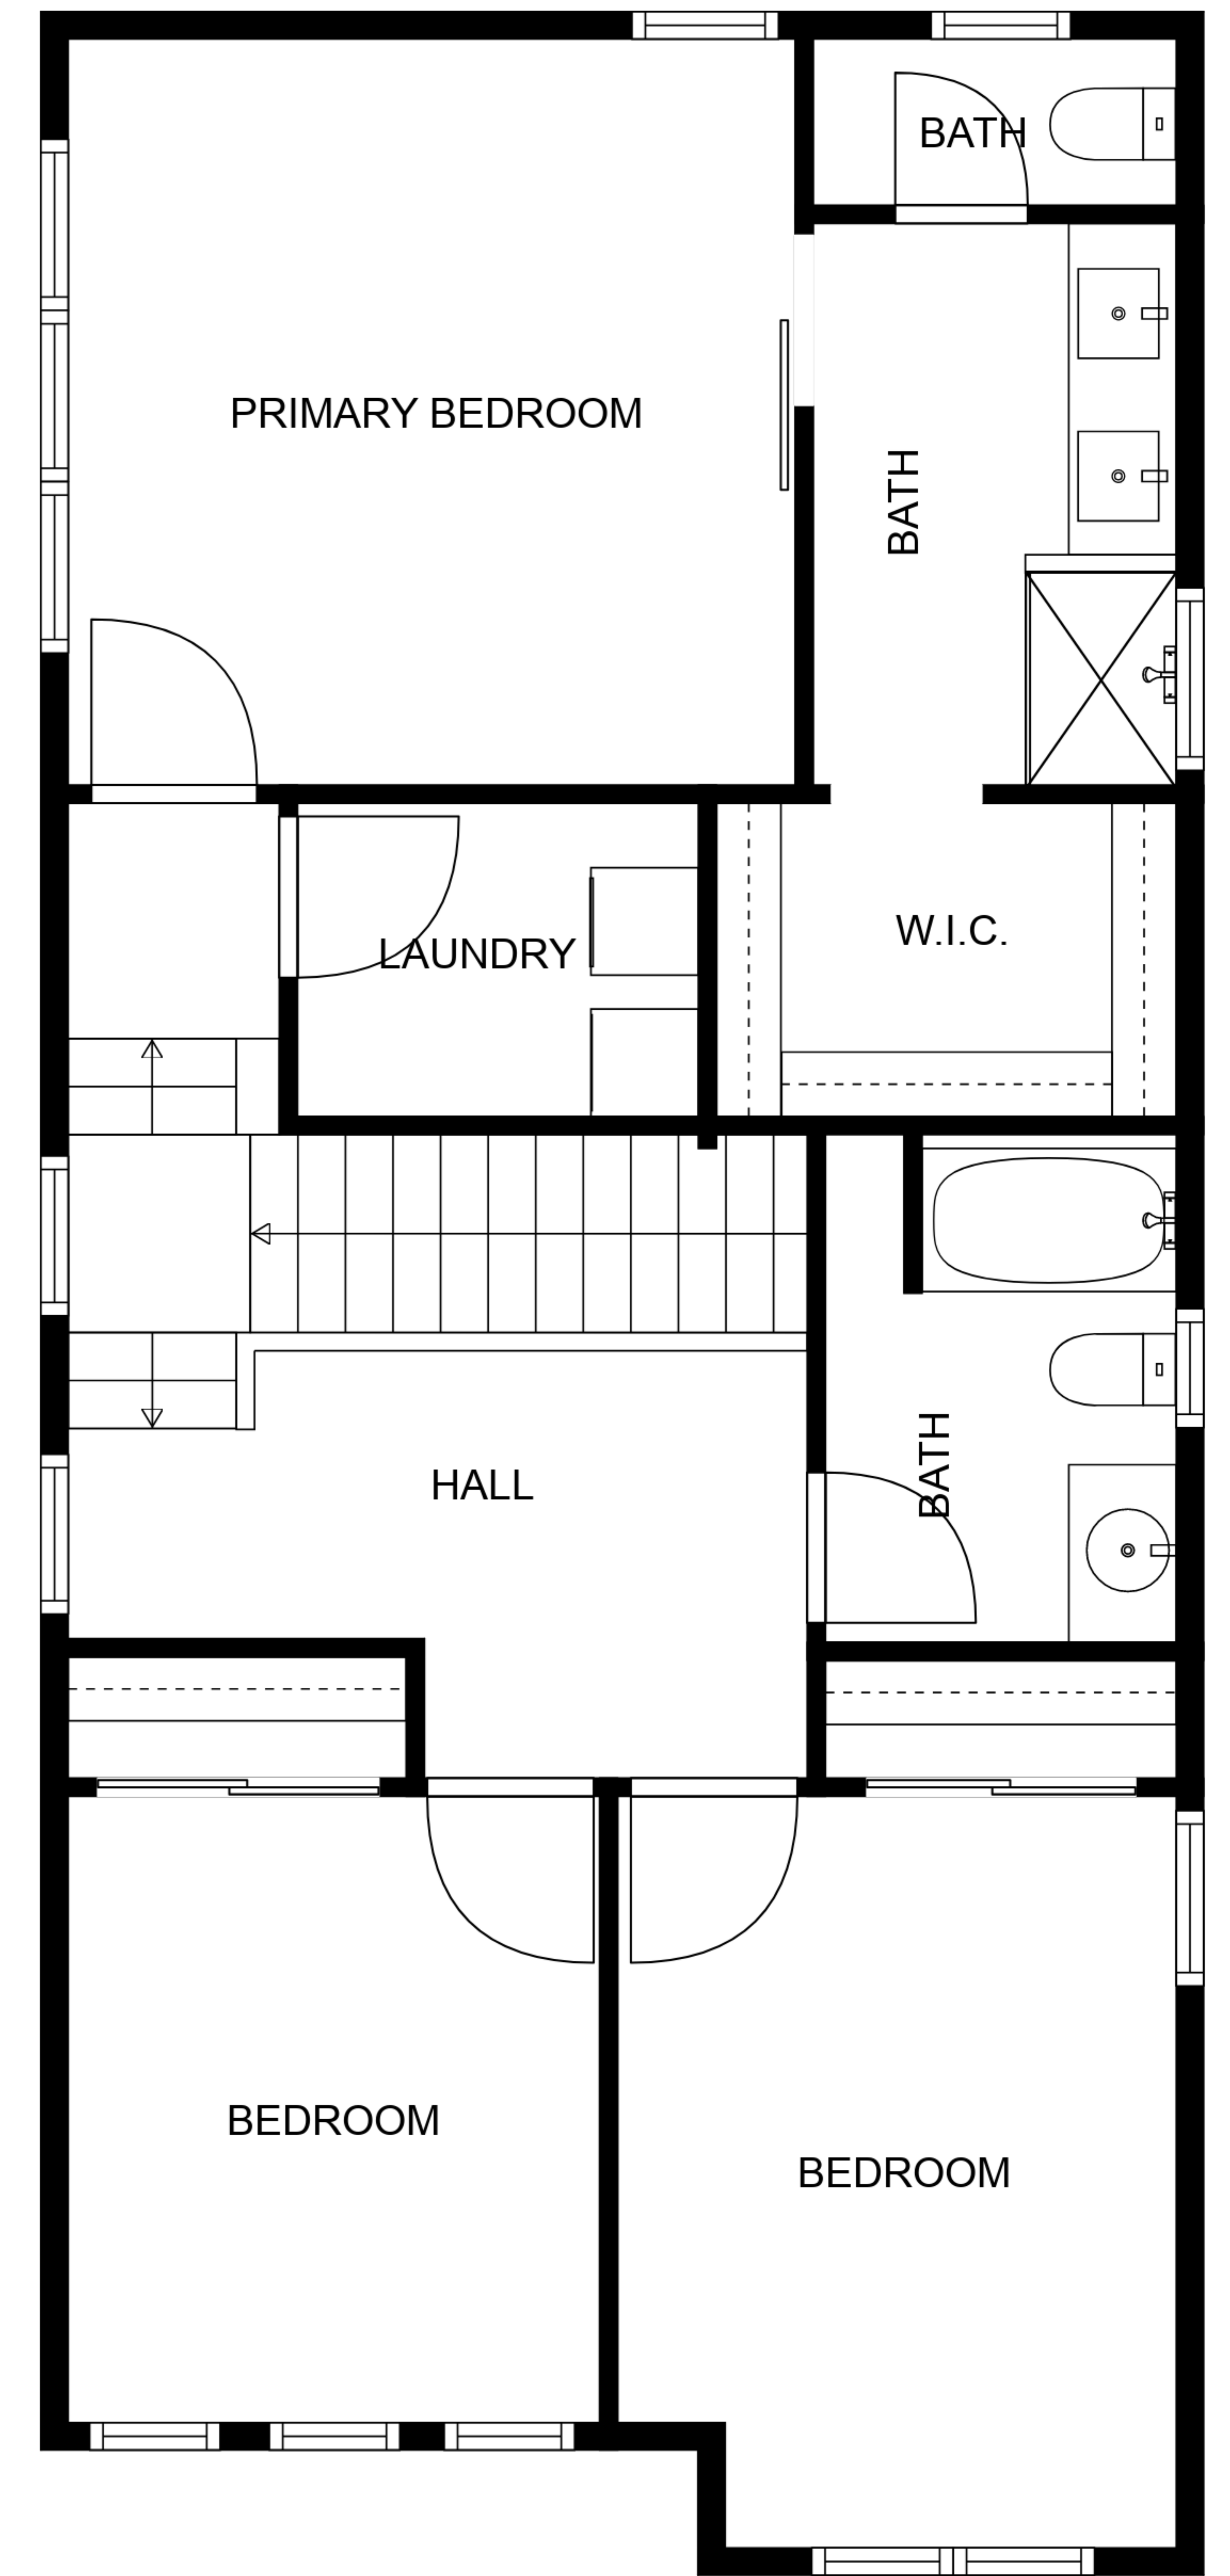 BATH
PRIMARY BEDROOM
BATH
W.I.C.
LAUNDRY
BATH
HALL
BEDROOM
BEDROOM